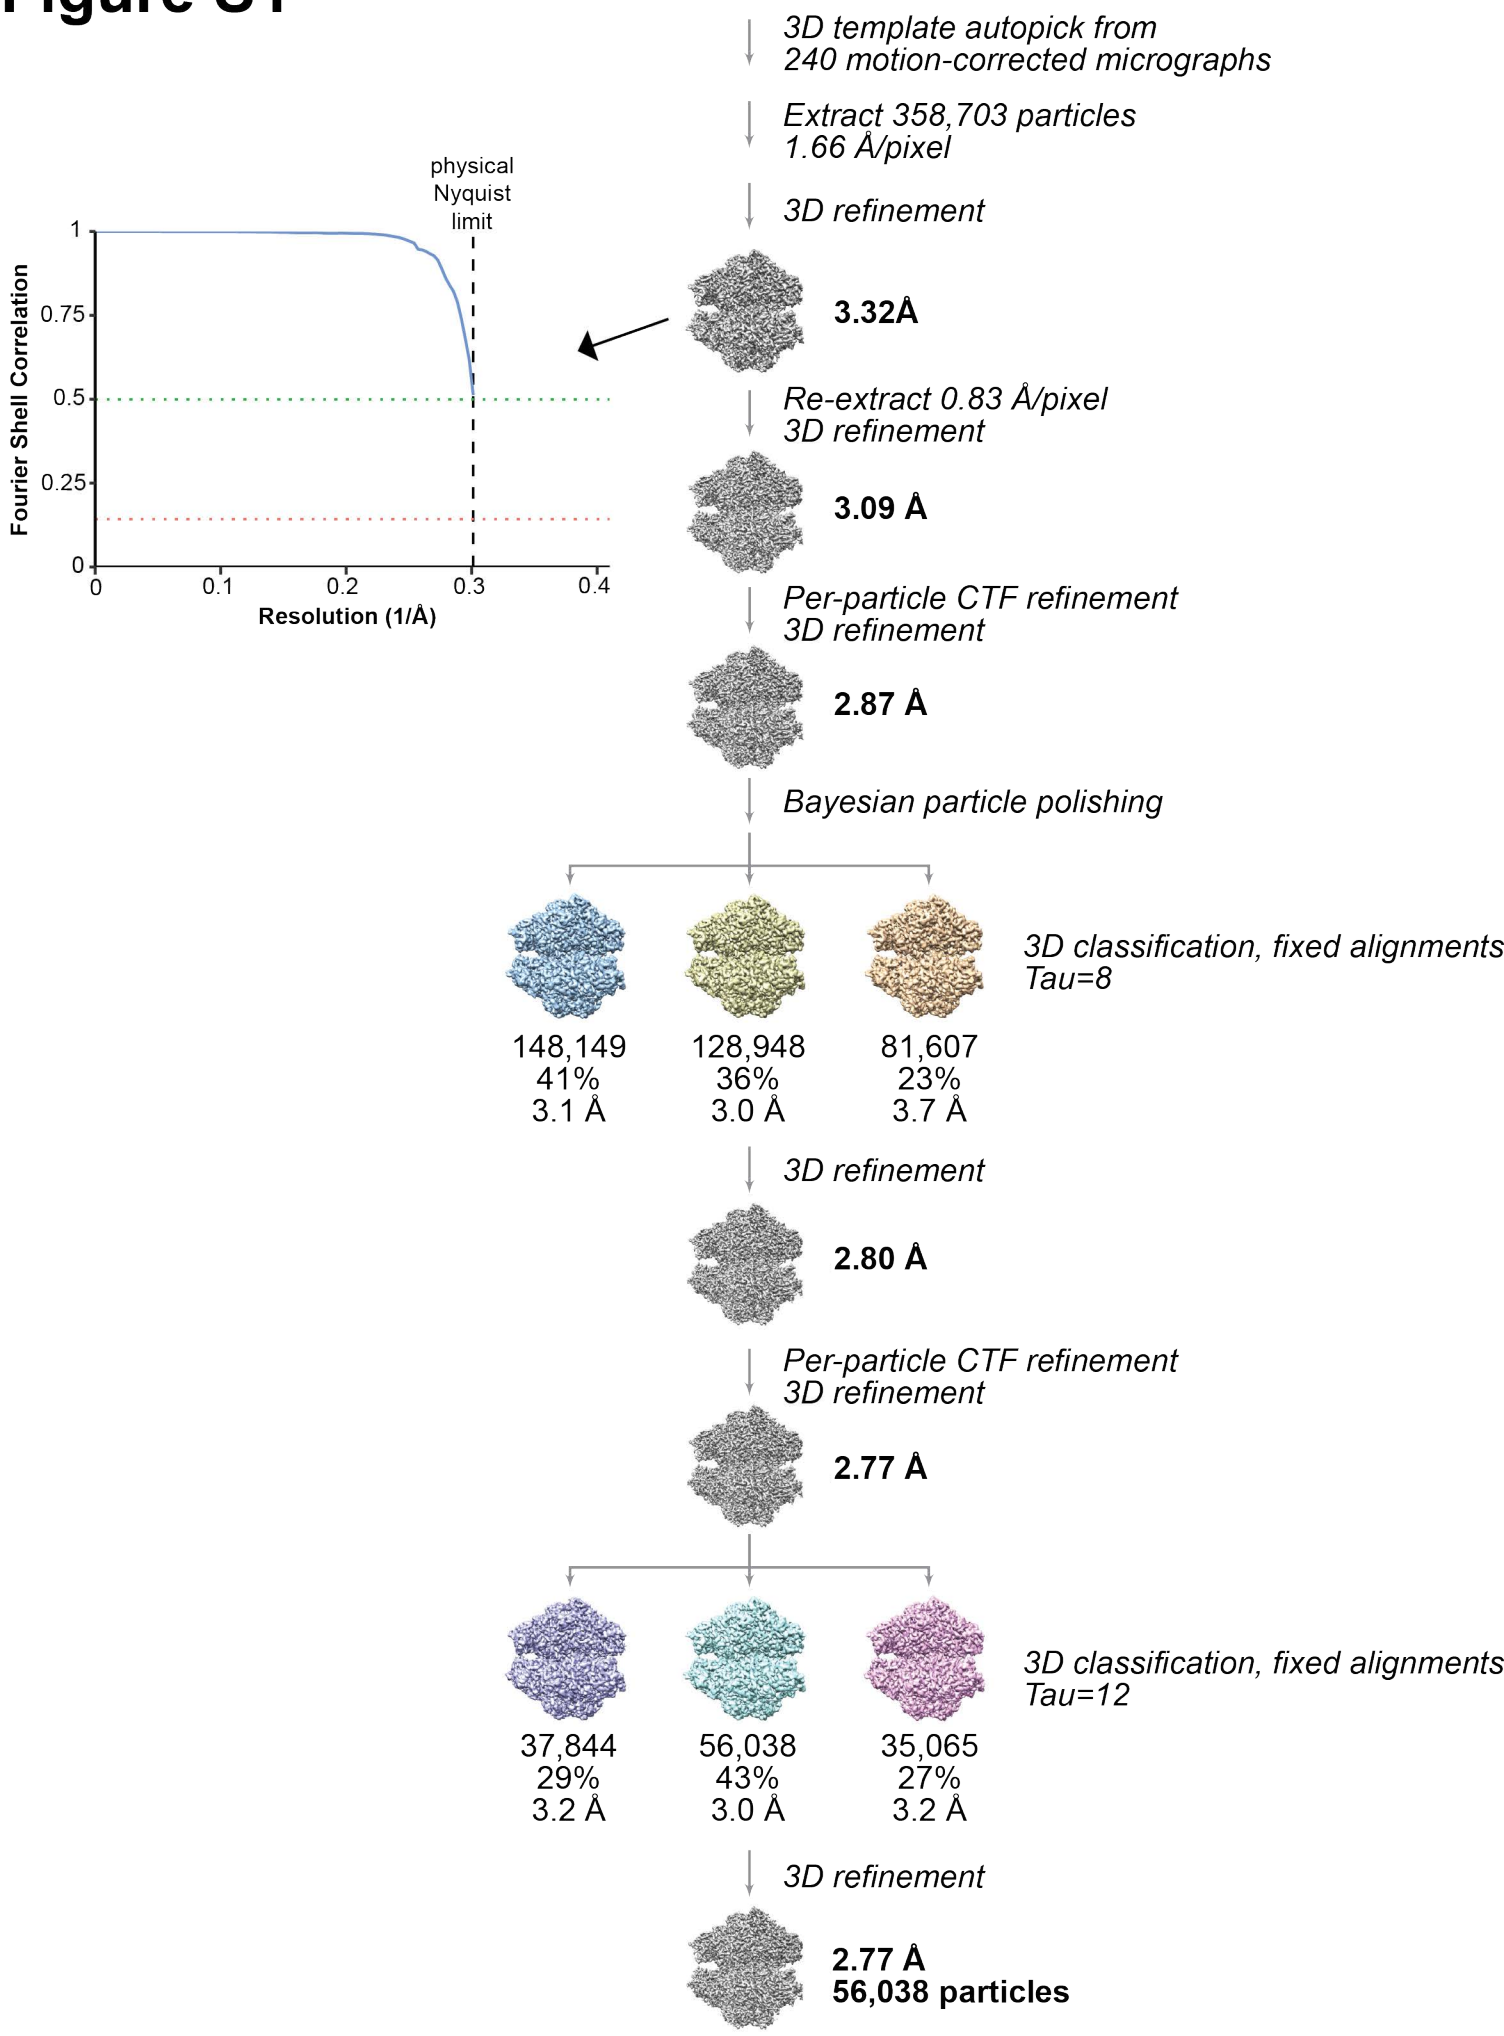 3D template autopick from
240 motion-corrected micrographs
Extract 358,703 particles
1.66 Å/pixel
3D refinement
physical
Nyquist
limit
1
0.75
0.5
0.25
0
Fourier Shell Correlation
0
0.1
0.2
0.3
0.4
Resolution (1/Å)
3.32Å
Re-extract 0.83 Å/pixel
3D refinement
3.09 Å
Per-particle CTF refinement
3D refinement
2.87 Å
Bayesian particle polishing
3D classification, fixed alignments
Tau=8
148,149
41%
3.1 Å
128,948
36%
3.0 Å
81,607
23%
3.7 Å
3D refinement
2.80 Å
Per-particle CTF refinement
3D refinement
2.77 Å
3D classification, fixed alignments
Tau=12
37,844
29%
3.2 Å
56,038
43%
3.0 Å
35,065
27%
3.2 Å
3D refinement
2.77 Å
56,038 particles